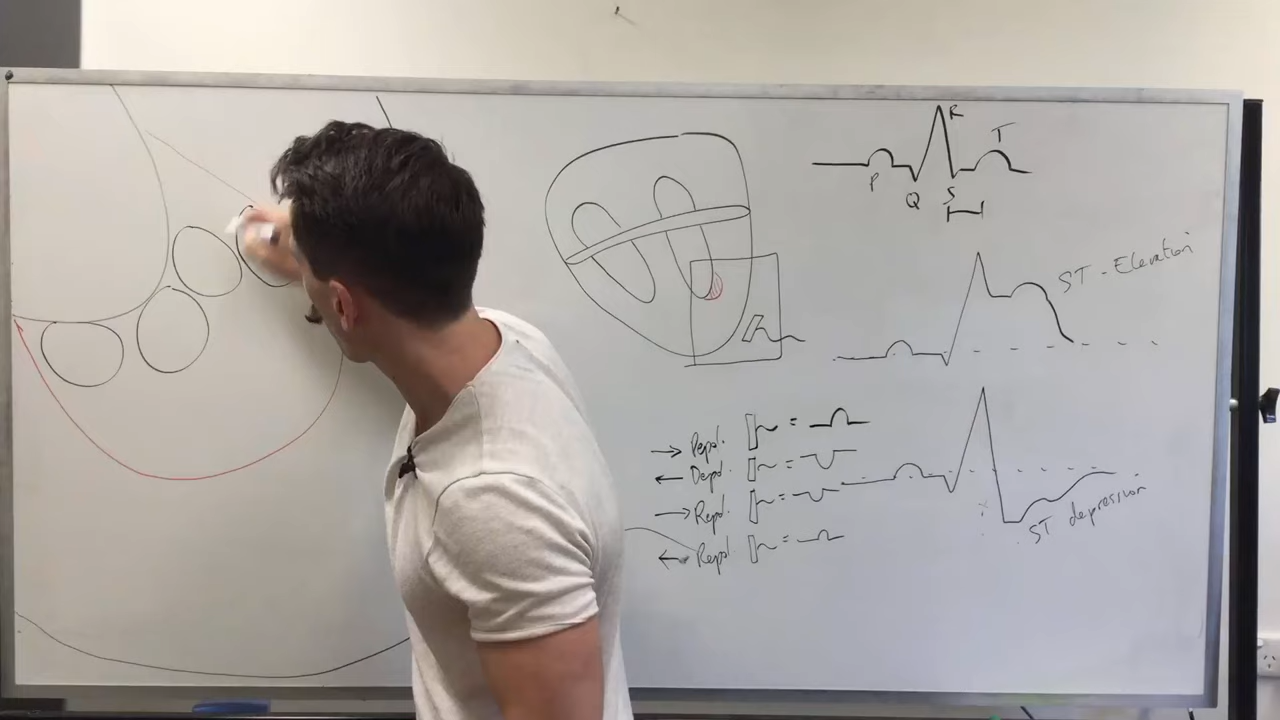 R
T
P
Q
S
ST - Elevation
→ Repol.
← Depol.
→ Repol.
← Repol.
ST depression